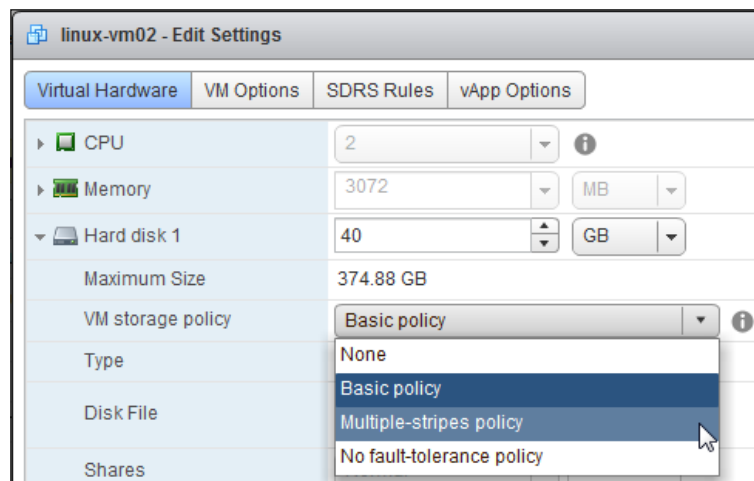 linux-vm02 - Edit Settings
Virtual Hardware VM Options SDRS Rules vApp Options
CPU 2
Memory 3072 MB
Hard disk 1 40 GB
Maximum Size 374.88 GB
VM storage policy Basic policy
None
Type
Basic policy
Disk File
Multiple-stripes policy
No fault-tolerance policy
Shares